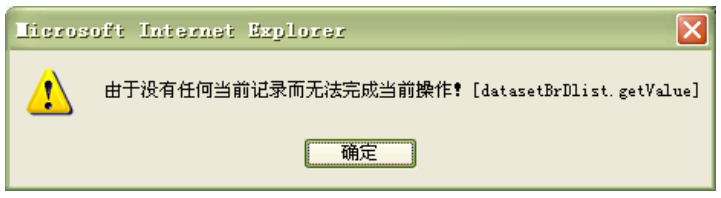 Microsoft Internet Explorer
由于没有任何当前记录而无法完成当前操作! [datasetBrDlist.getValue]
确定